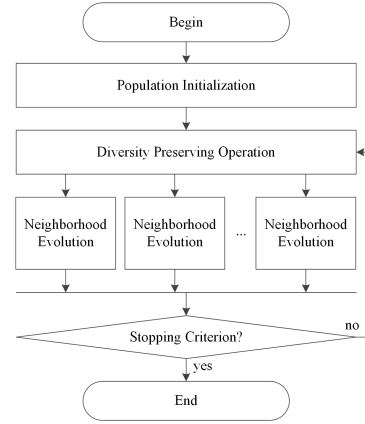 Begin
Population Initialization
Diversity Preserving Operation
Neighborhood
Evolution
Neighborhood
Evolution
...
Neighborhood
Evolution
Stopping Criterion?
no
yes
End